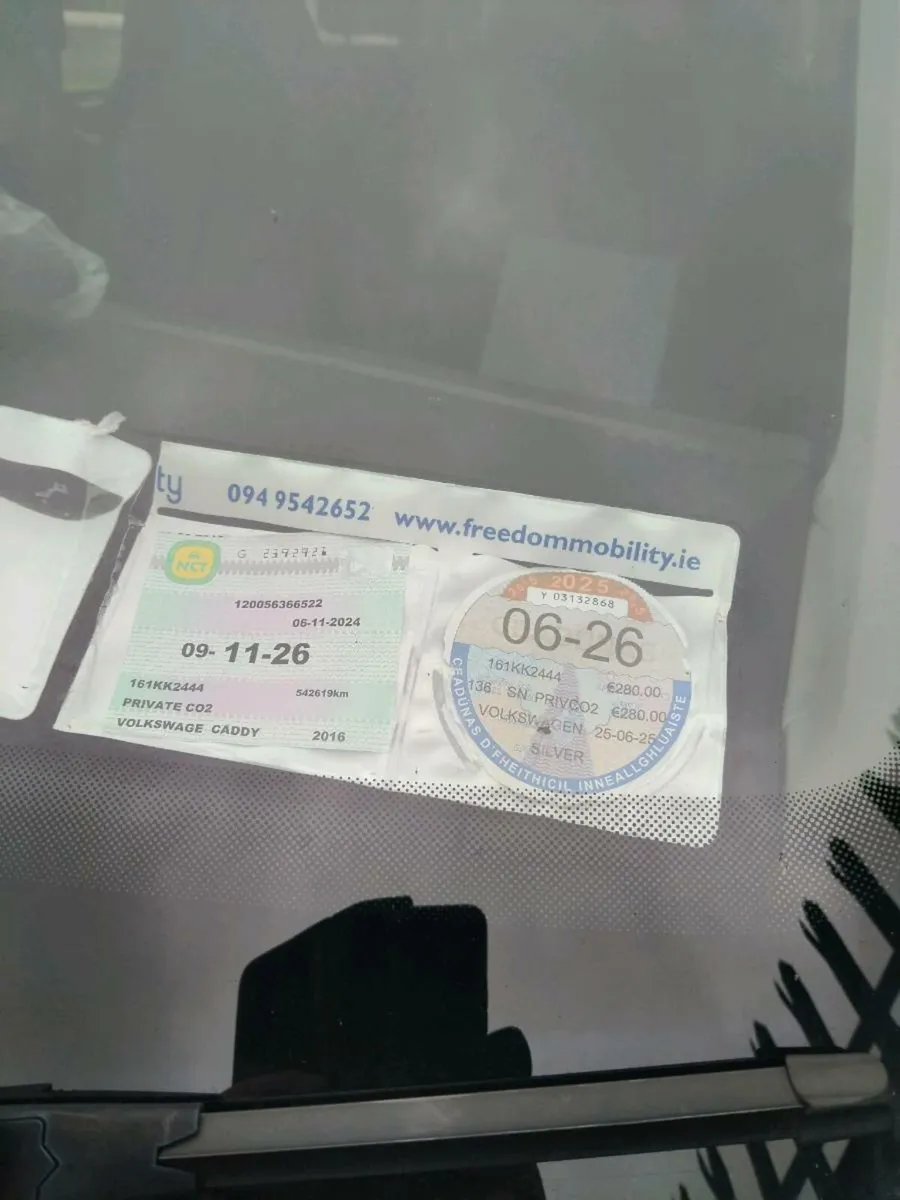 ty 094 9542652 www.freedommobility.ie
NCT G 2392921
120056366522
06-11-2024
09- 11-26
161KK2444 542619km
PRIVATE CO2
VOLKSWAGE CADDY 2016
2025
Y 03132868
06-26
161KK2444 €280.00
136 SN PRIVCO2 €280.00
VOLKSWAGEN 25-06-25
SILVER
CEADÚNAS D'FHEITHICIL INNEALLGHLUAISTE